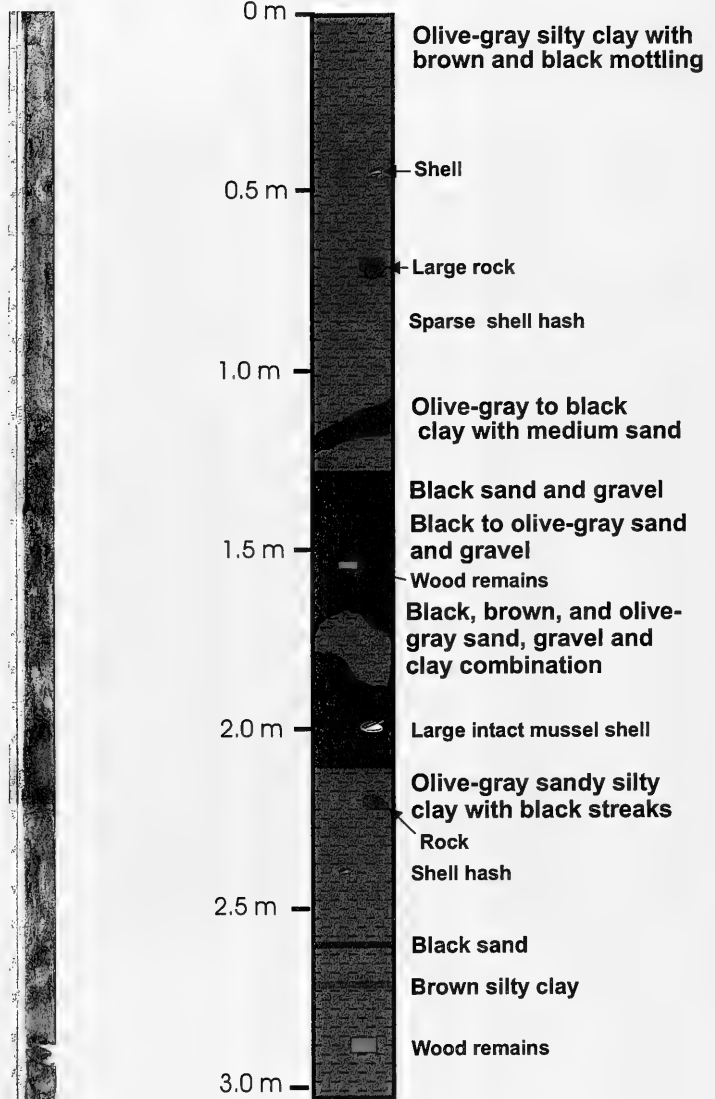 0 m
Olive-gray silty clay with
brown and black mottling
Shell
0.5 m
Large rock
Sparse shell hash
1.0 m
Olive-gray to black
clay with medium sand
Black sand and gravel
Black to olive-gray sand
and gravel
1.5 m
Wood remains
Black, brown, and olive-
gray sand, gravel and
clay combination
2.0 m
Large intact mussel shell
Olive-gray sandy silty
clay with black streaks
Rock
Shell hash
2.5 m
Black sand
Brown silty clay
Wood remains
3.0 m